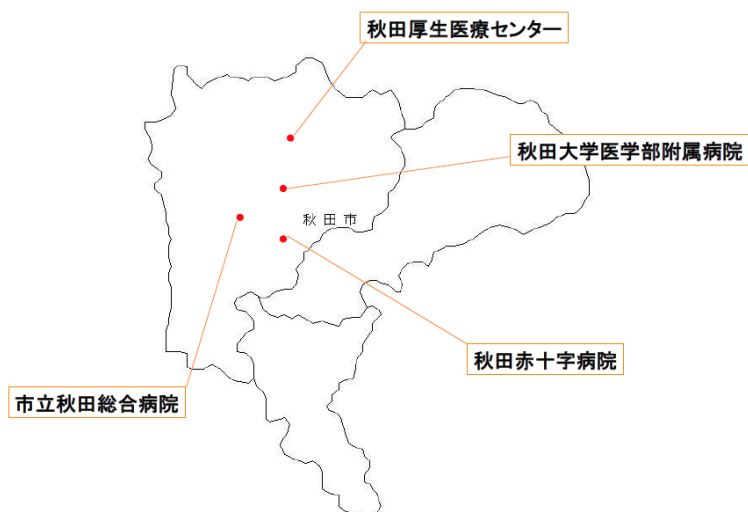 秋田厚生医療センター
秋田大学医学部附属病院
秋田市
秋田赤十字病院
市立秋田総合病院